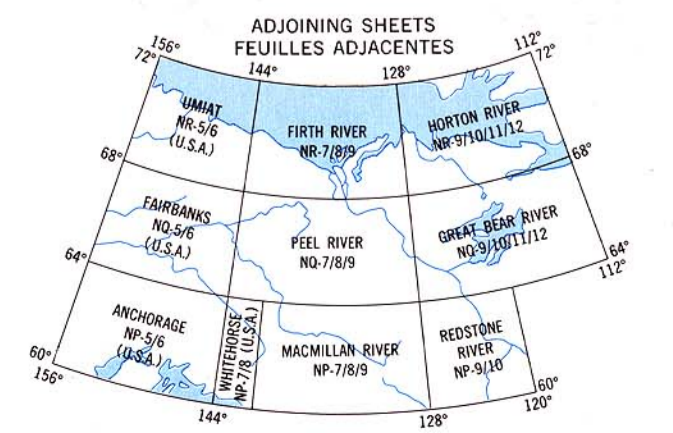 ADJOINING SHEETS
FEUILLES ADJACENTES
156°
72°
144°
128°
112°
72°
UMIAT
NR-5/6
(U.S.A.)
FIRTH RIVER
NR-7/8/9
HORTON RIVER
NR-9/10/11/12
68°
68°
FAIRBANKS
NQ-5/6
(U.S.A.)
PEEL RIVER
NQ-7/8/9
GREAT BEAR RIVER
NQ-9/10/11/12
64°
64°
112°
ANCHORAGE
NP-5/6
(U.S.A.)
WHITEHORSE
NP-7/8 (U.S.A.)
MACMILLAN RIVER
NP-7/8/9
REDSTONE
RIVER
NP-9/10
60°
156°
144°
128°
60°
120°